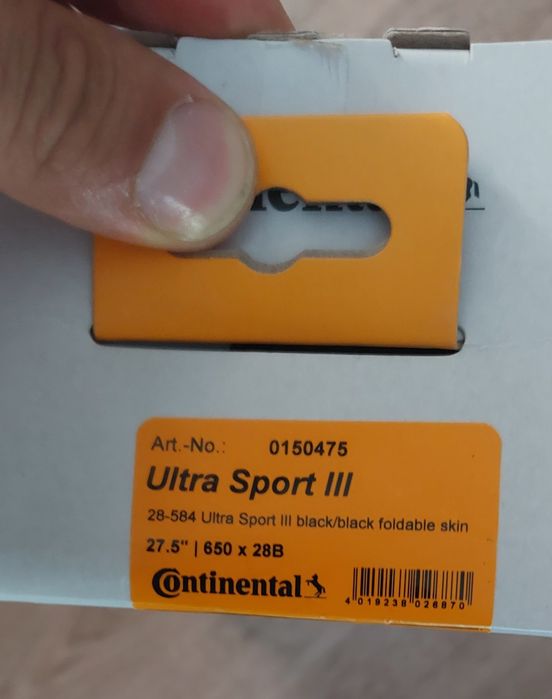 Art.-No.: 0150475
Ultra Sport III
28-584 Ultra Sport III black/black foldable skin
27.5" | 650 x 28B
Continental
4 019238 026870